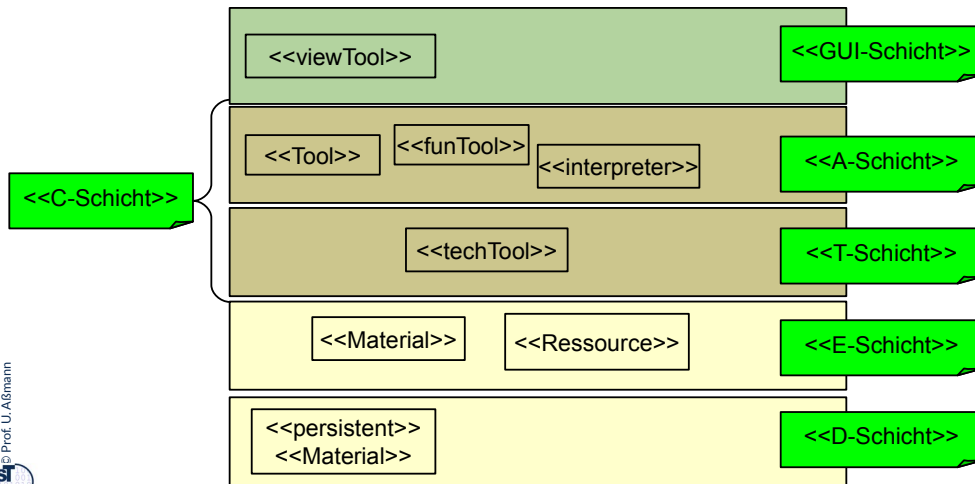 <<viewTool>>
<<GUI-Schicht>>
<<Tool>>
<<funTool>>
<<interpreter>>
<<A-Schicht>>
<<C-Schicht>>
<<techTool>>
<<T-Schicht>>
<<Material>>
<<Ressource>>
<<E-Schicht>>
<<persistent>>
<<Material>>
<<D-Schicht>>
© Prof. U. Aßmann